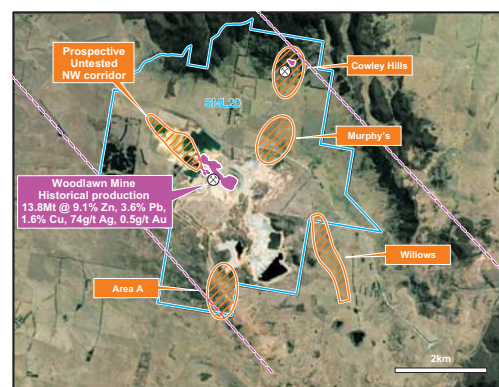 Prospective
Untested
NW corridor
Cowley Hills
SML20
Murphy's
Woodlawn Mine
Historical production
13.8Mt @ 9.1% Zn, 3.6% Pb,
1.6% Cu, 74g/t Ag, 0.5g/t Au
Willows
Area A
2km